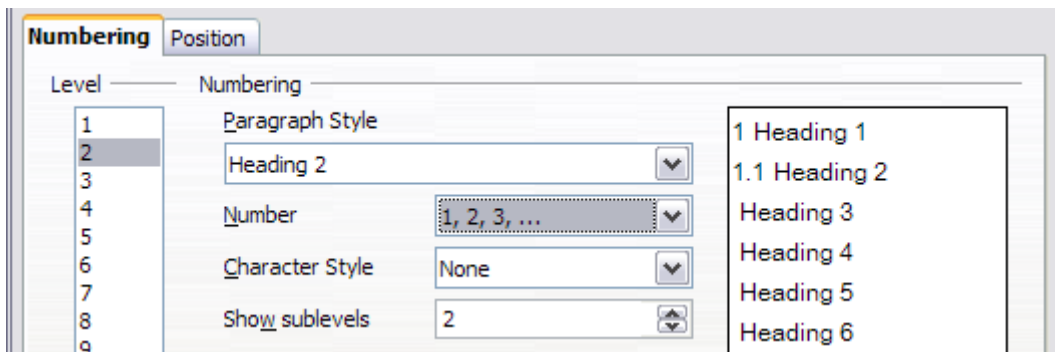 Numbering Position
Level Numbering
1
2
3
4
5
6
7
8
9
Paragraph Style
Heading 2
Number 1, 2, 3, ...
Character Style None
Show sublevels 2
1 Heading 1
1.1 Heading 2
Heading 3
Heading 4
Heading 5
Heading 6